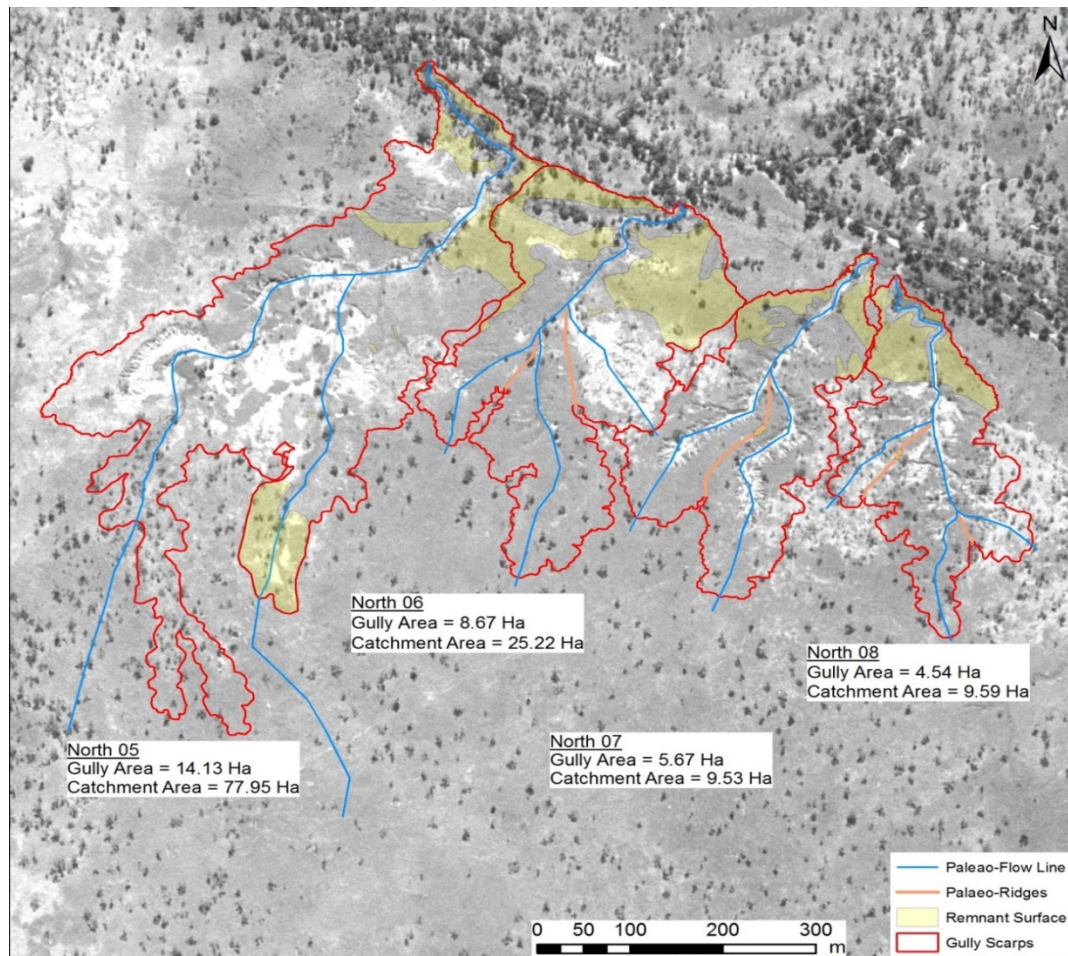 N
North 06
Gully Area = 8.67 Ha
Catchment Area = 25.22 Ha
North 08
Gully Area = 4.54 Ha
Catchment Area = 9.59 Ha
North 05
Gully Area = 14.13 Ha
Catchment Area = 77.95 Ha
North 07
Gully Area = 5.67 Ha
Catchment Area = 9.53 Ha
Paleao-Flow Line
Palaeo-Ridges
Remnant Surface
Gully Scarps
0 50 100 200 300
m